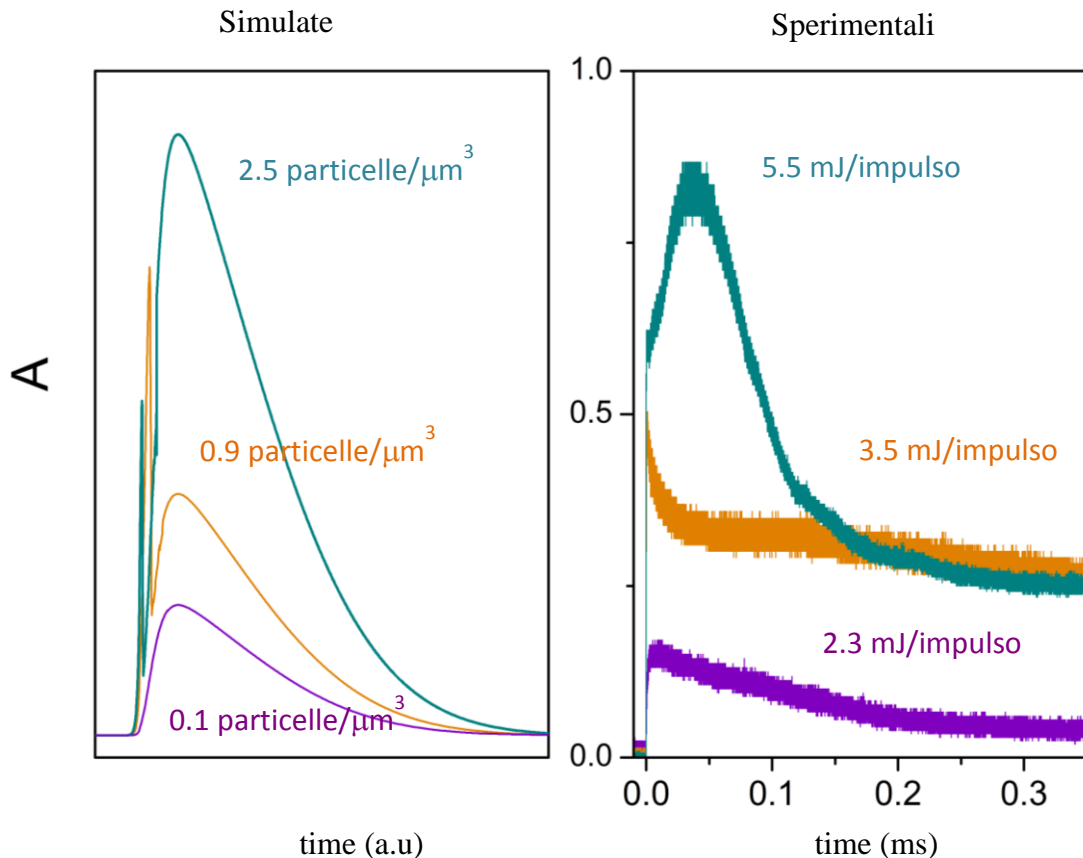 Simulate
Sperimentali
A
2.5 particelle/μm³
0.9 particelle/μm³
0.1 particelle/μm³
time (a.u)
1.0
0.5
0.0
5.5 mJ/impulso
3.5 mJ/impulso
2.3 mJ/impulso
0.0 0.1 0.2 0.3
time (ms)